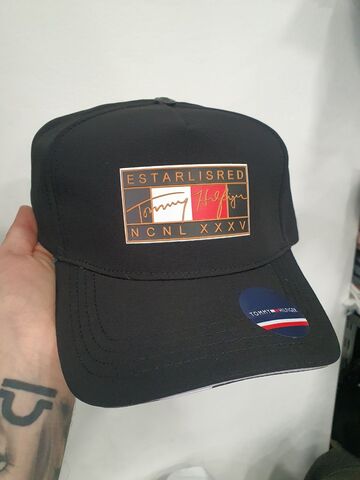 ESTARLISRED
Tommy Hilfiger
NCNL XXXV
TOMMY HILFIGER